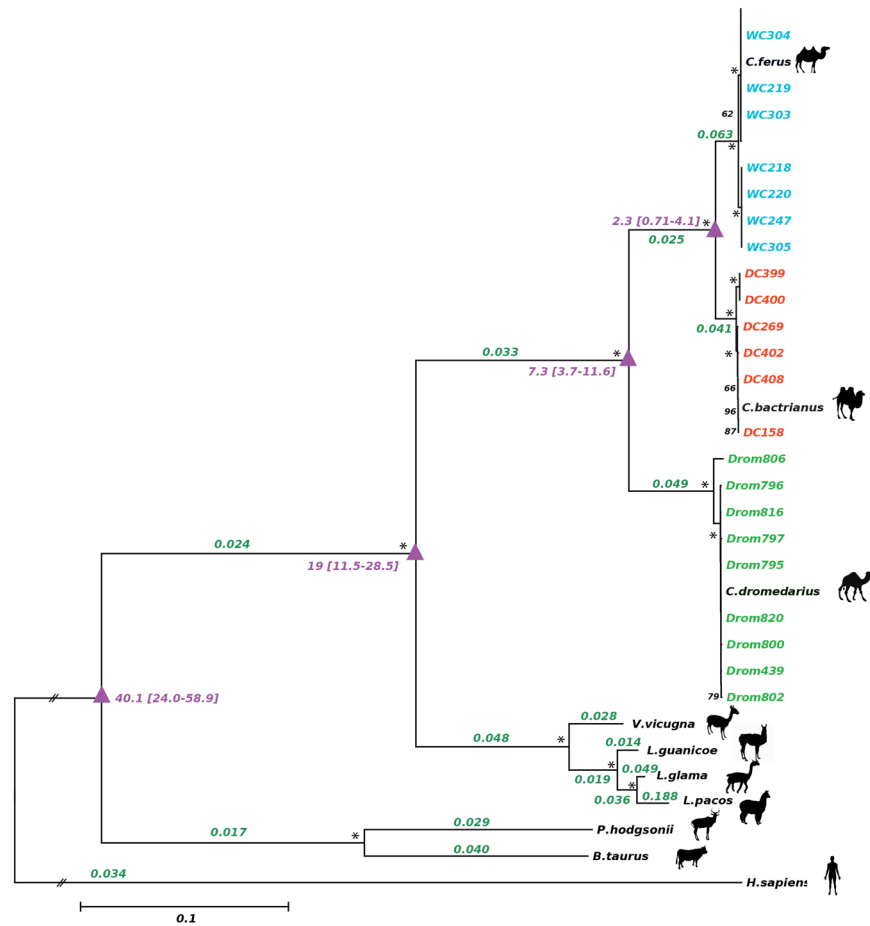 WC304
C.ferus
*
WC219
62
WC303
0.063
*
WC218
WC220
*
WC247
2.3 [0.71-4.1]
*
0.025
WC305
DC399
*
DC400
*
0.041
DC269
*
DC402
0.033
*
7.3 [3.7-11.6]
DC408
66
96
C.bactrianus
87
DC158
Drom806
0.049
*
Drom796
Drom816
*
Drom797
0.024
*
19 [11.5-28.5]
Drom795
C.dromedarius
Drom820
Drom800
Drom439
79
Drom802
40.1 [24.0-58.9]
0.028
V.vicugna
0.048
*
0.014
L.guanicoe
*
0.019
0.049
L.glama
*
0.036
0.188
L.pacos
0.017
*
0.029
P.hodgsonii
0.040
B.taurus
0.034
H.sapiens
0.1